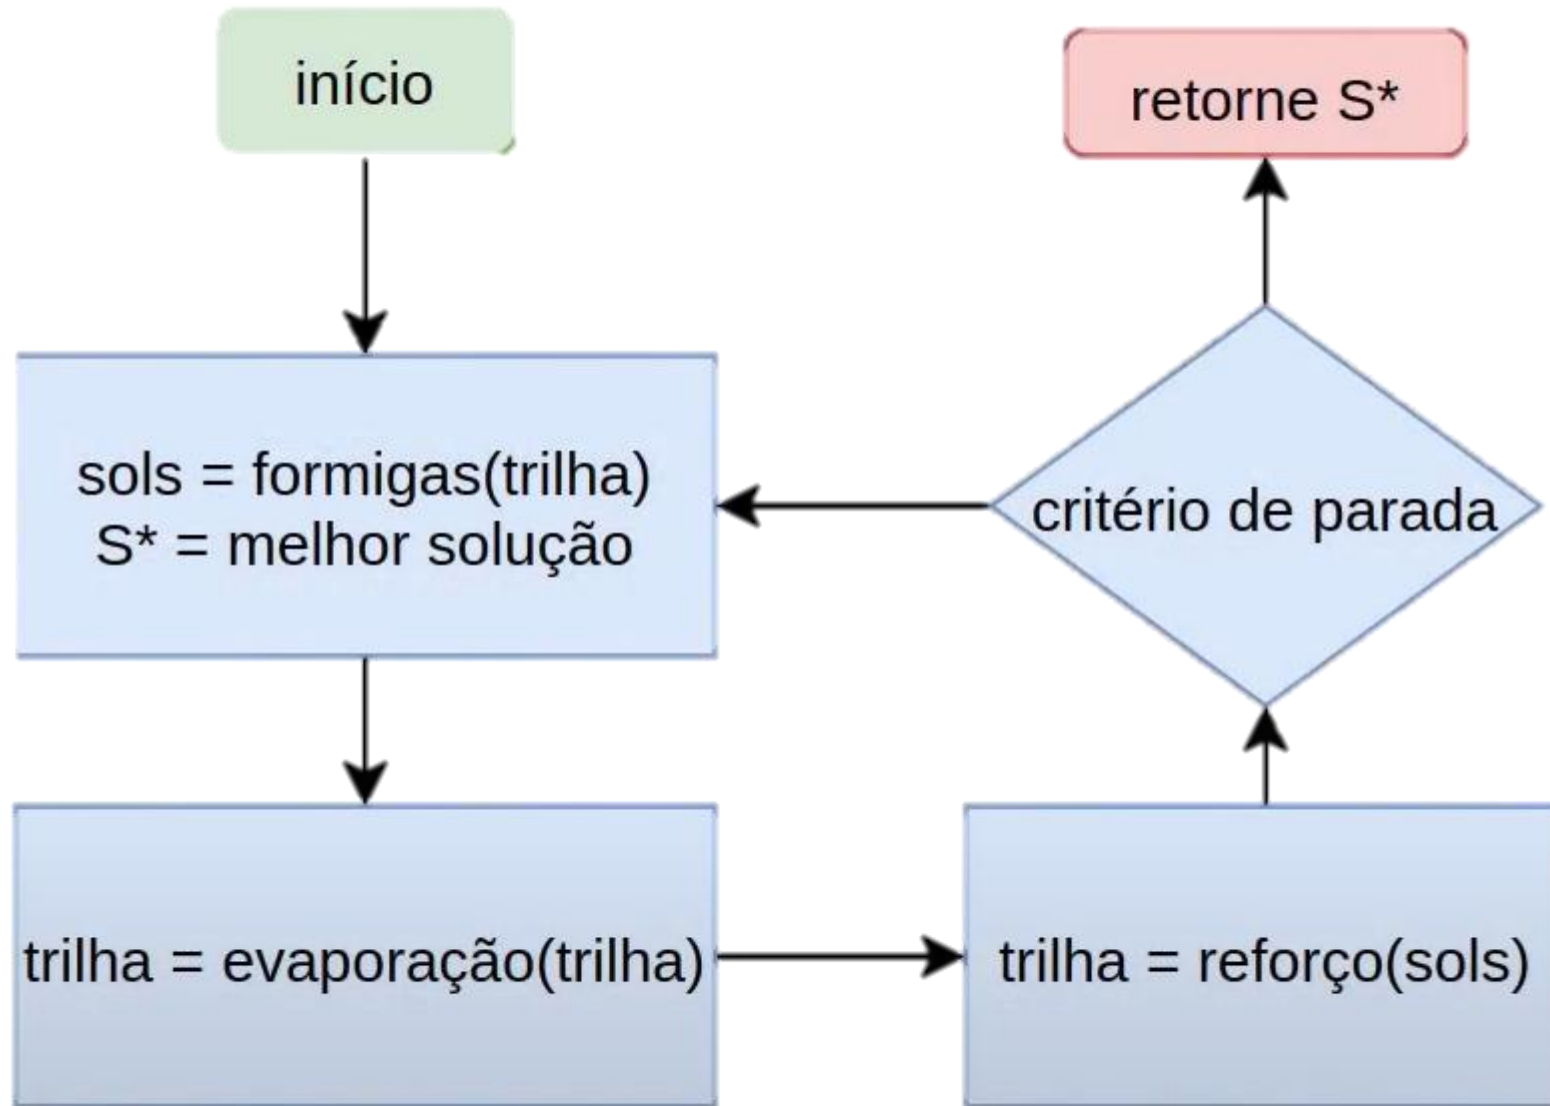 início
retorne S*
sols = formigas(trilha)
S* = melhor solução
critério de parada
trilha = evaporação(trilha)
trilha = reforço(sols)